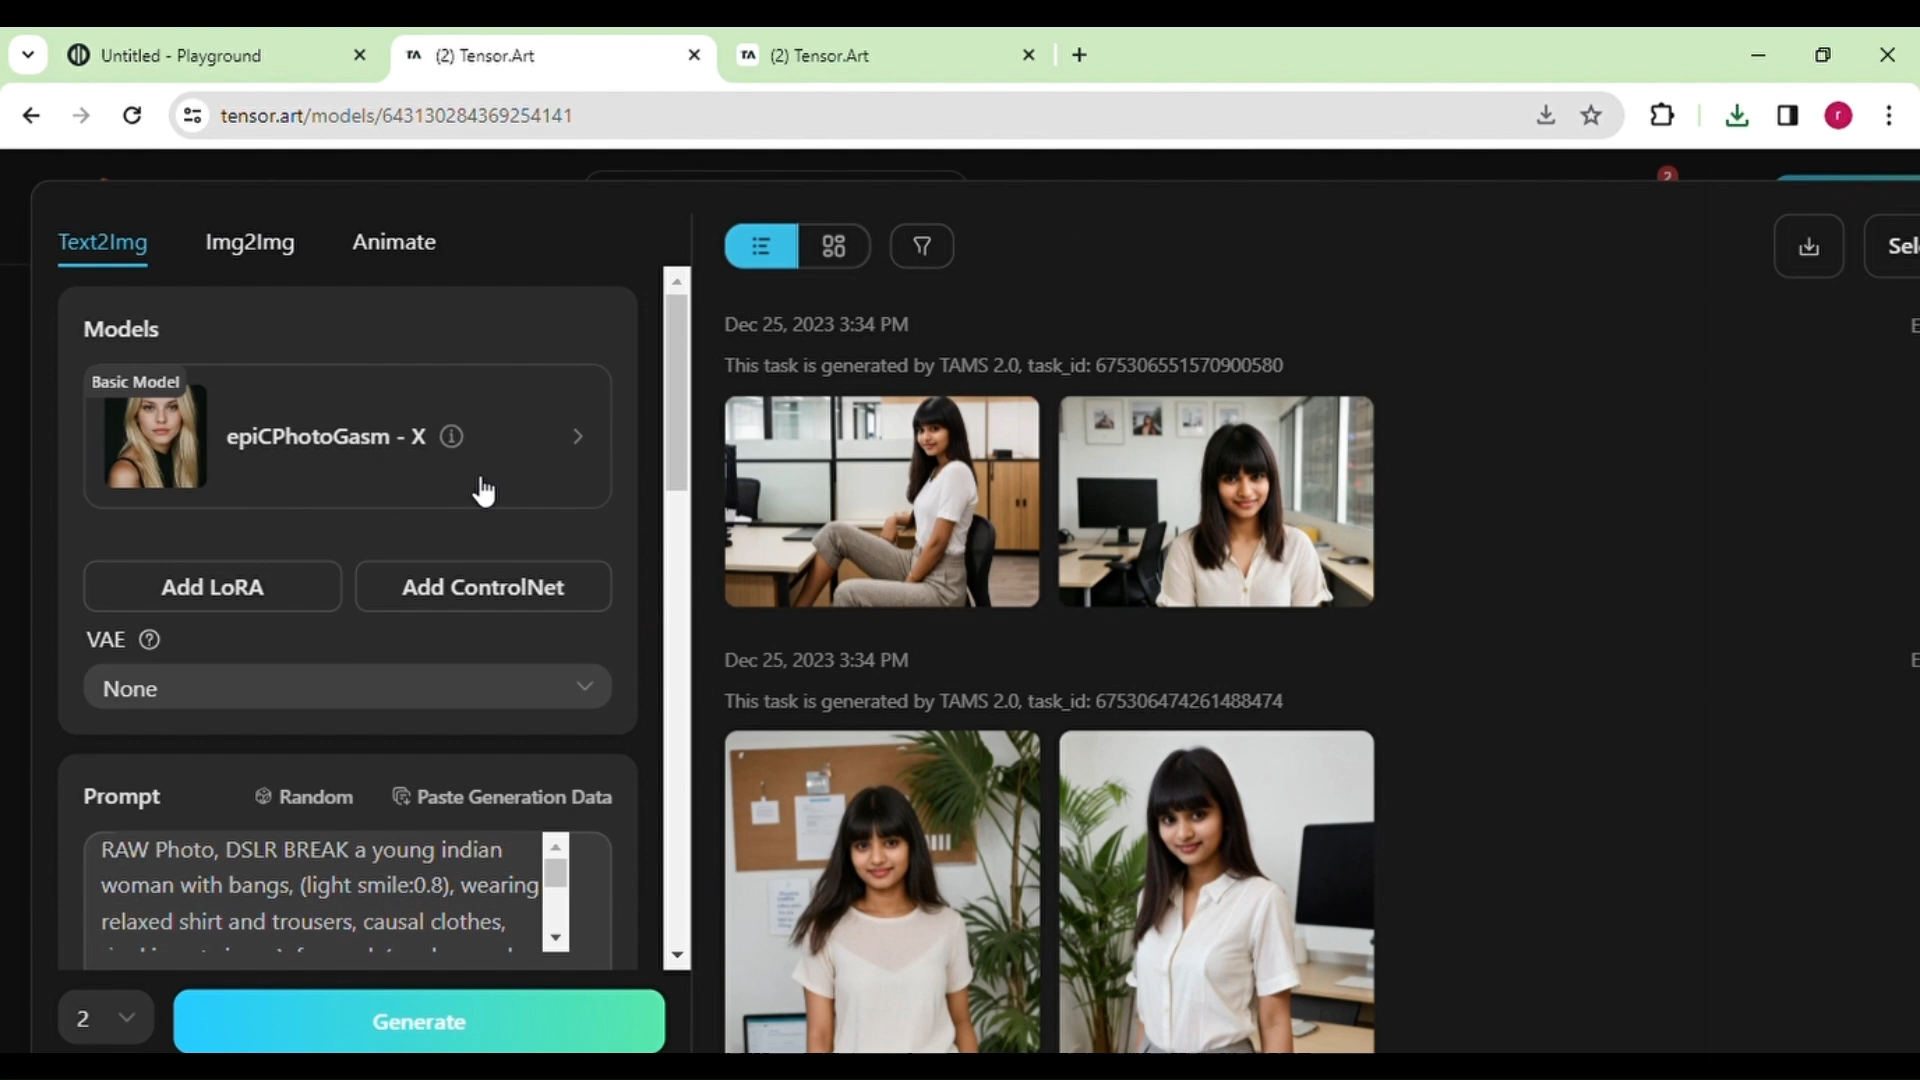 Untitled - Playground
TA (2) Tensor.Art
TA (2) Tensor.Art
tensor.art/models/643130284369254141
r
2
Text2Img Img2Img Animate
Models
Basic Model
epiCPhotoGasm - X
Add LoRA
Add ControlNet
VAE
None
Prompt
Random
Paste Generation Data
RAW Photo, DSLR BREAK a young indian
woman with bangs, (light smile:0.8), wearing
relaxed shirt and trousers, causal clothes,
2
Generate
Sel
Dec 25, 2023 3:34 PM
E
This task is generated by TAMS 2.0, task_id: 675306551570900580
Dec 25, 2023 3:34 PM
E
This task is generated by TAMS 2.0, task_id: 675306474261488474